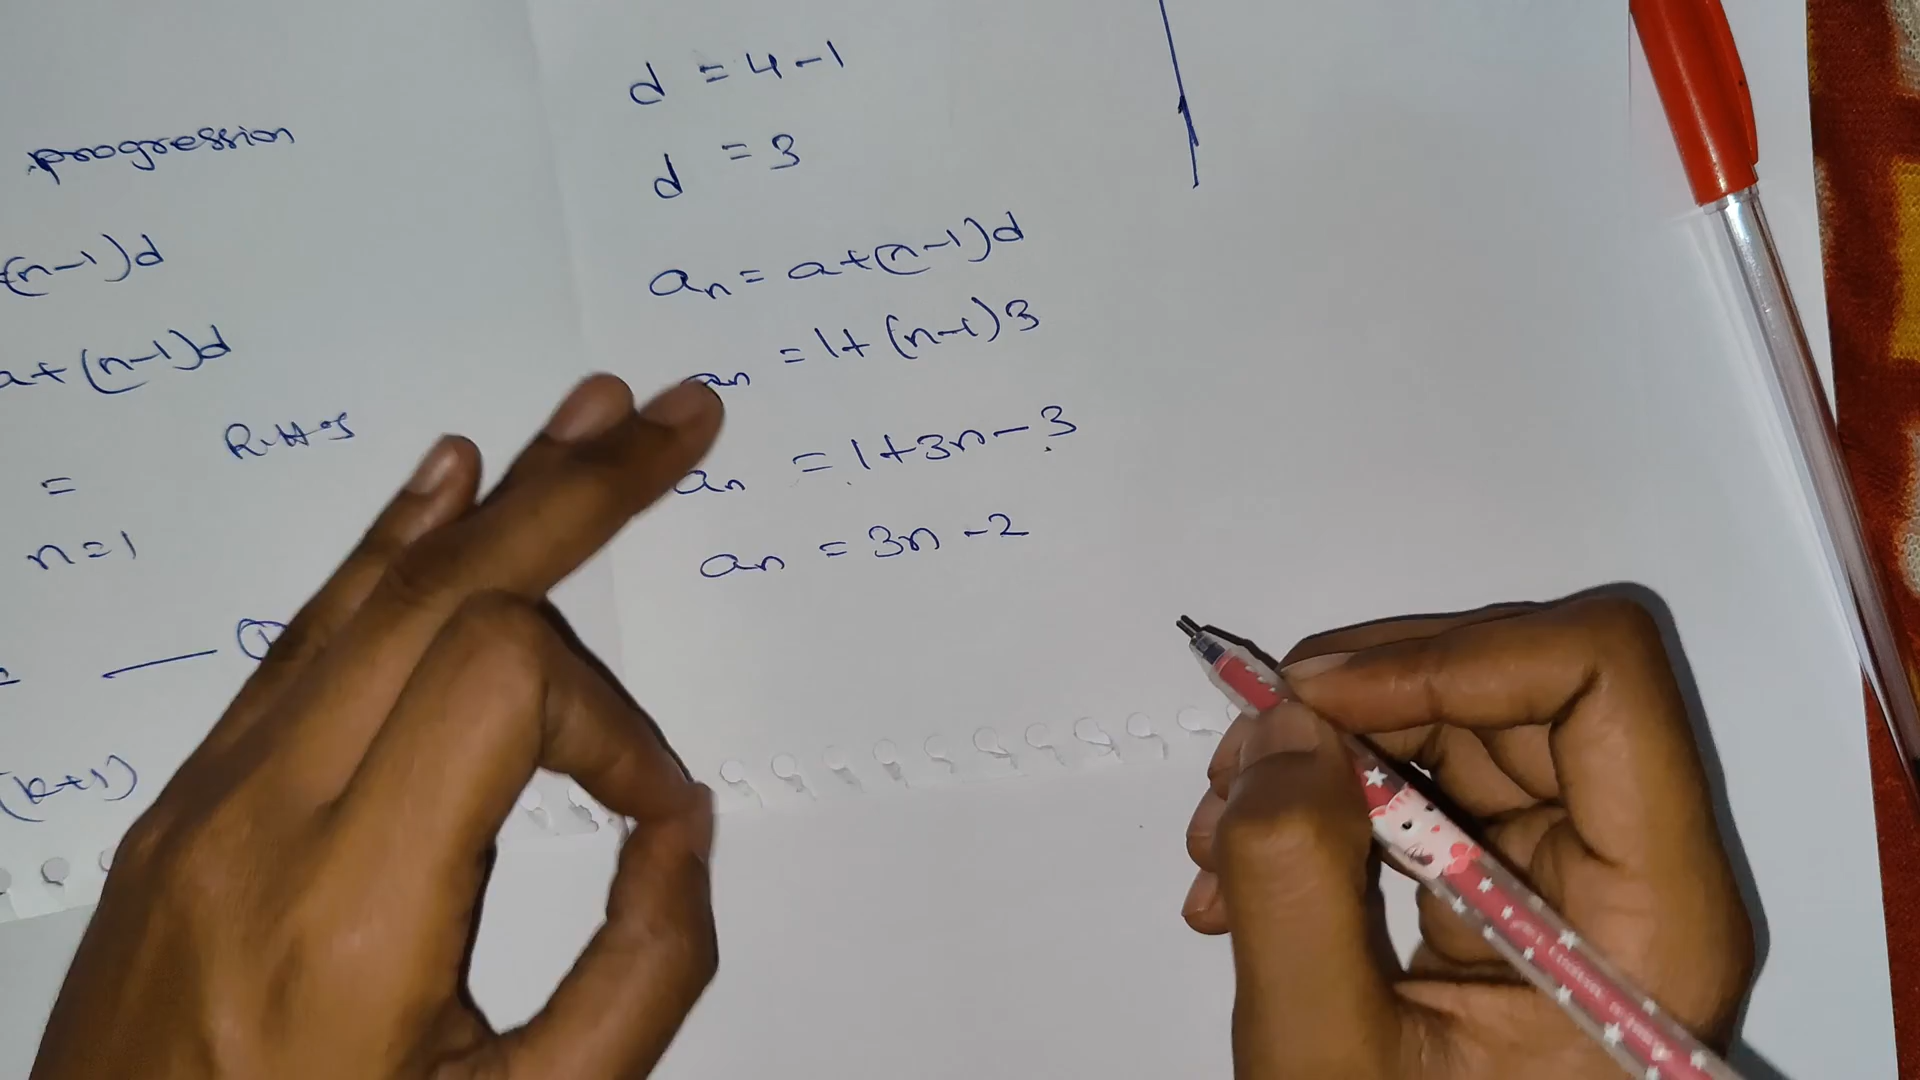 progression
(n-1)d
a+(n-1)d
R.H.S
=
n=1
= —— ①
(k+1)
d = 4-1
d = 3
an = a+(n-1)d
an = 1+(n-1)3
an = 1+3n-3
an = 3n-2